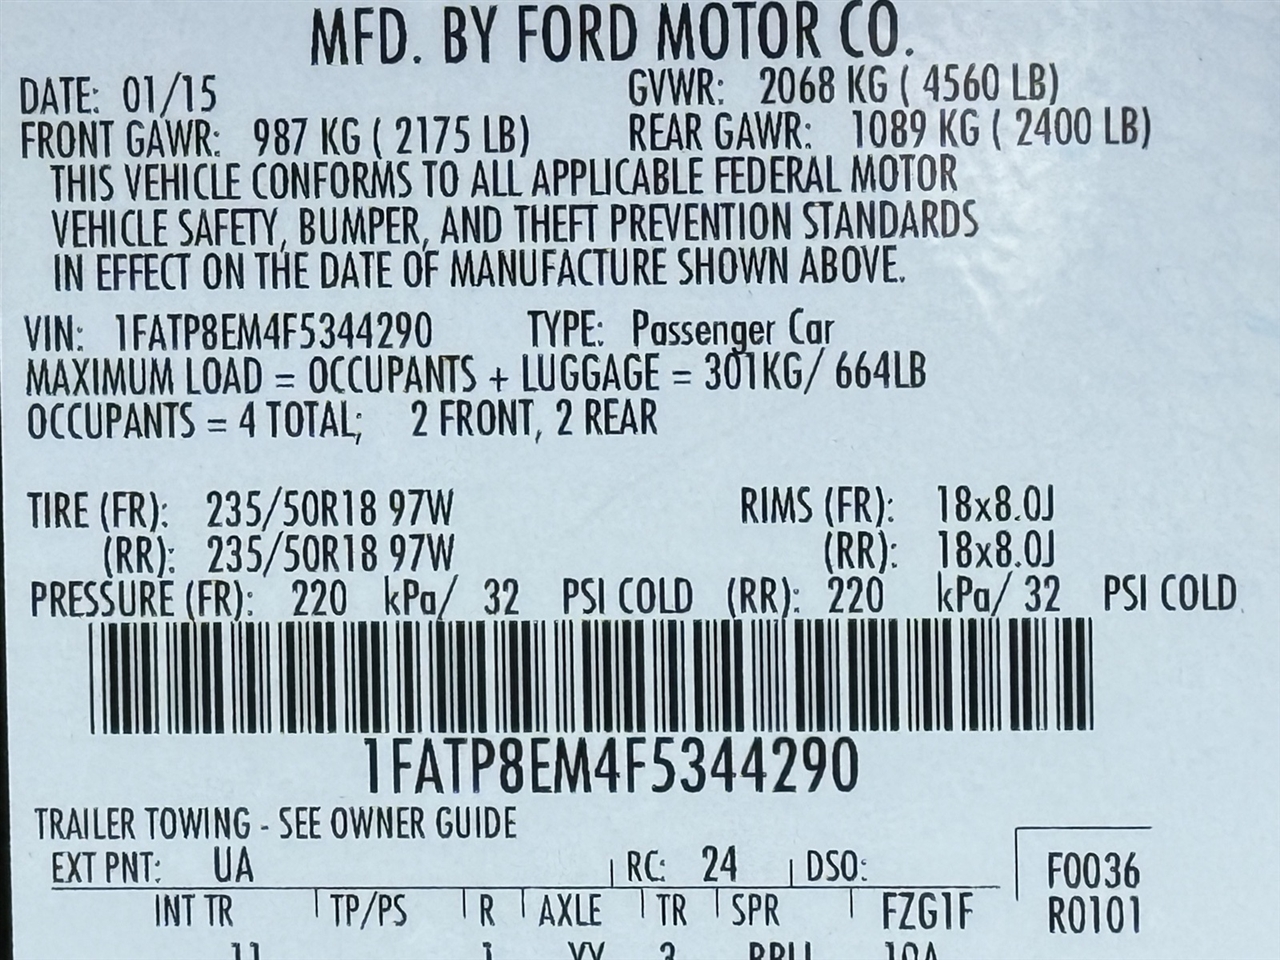 MFD. BY FORD MOTOR CO.
DATE: 01/15 GVWR: 2068 KG ( 4560 LB)
FRONT GAWR: 987 KG ( 2175 LB) REAR GAWR: 1089 KG ( 2400 LB)
THIS VEHICLE CONFORMS TO ALL APPLICABLE FEDERAL MOTOR
VEHICLE SAFETY, BUMPER, AND THEFT PREVENTION STANDARDS
IN EFFECT ON THE DATE OF MANUFACTURE SHOWN ABOVE.
VIN: 1FATP8EM4F5344290 TYPE: Passenger Car
MAXIMUM LOAD = OCCUPANTS + LUGGAGE = 301KG/ 664LB
OCCUPANTS = 4 TOTAL; 2 FRONT, 2 REAR
TIRE (FR): 235/50R18 97W RIMS (FR): 18x8.0J
(RR): 235/50R18 97W (RR): 18x8.0J
PRESSURE (FR): 220 kPa/ 32 PSI COLD (RR): 220 kPa/ 32 PSI COLD
1FATP8EM4F5344290
TRAILER TOWING - SEE OWNER GUIDE
EXT PNT: UA RC: 24 DSO: F0036
INT TR TP/PS R AXLE TR SPR FZG1F R0101